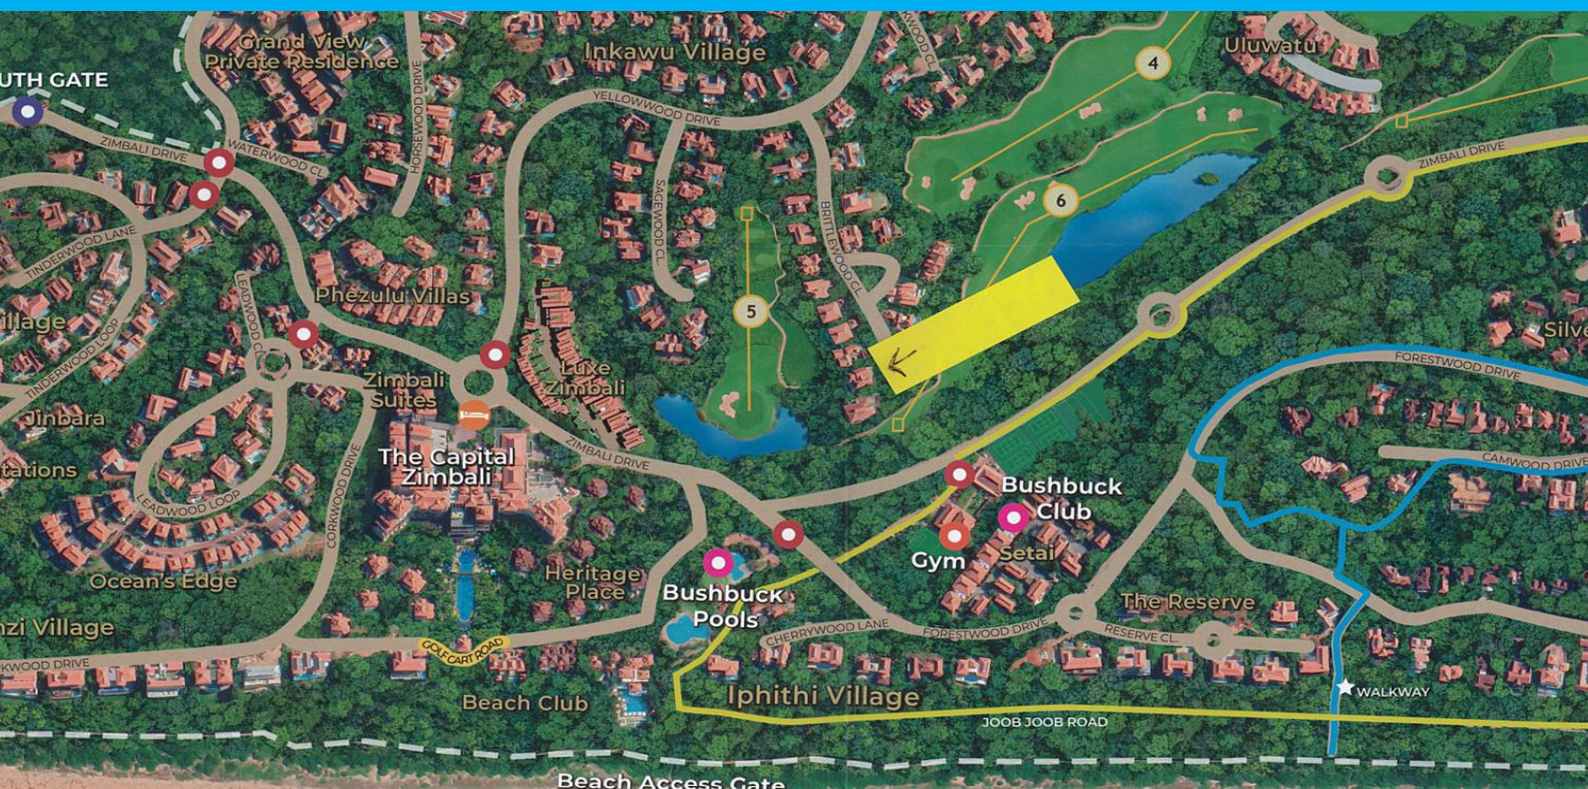 Grand View
Private Residence
Inkawu Village
Uluwatu
4
UTH GATE
HORSEWOOD DRIVE
KWOOD CL
YELLOWWOOD DRIVE
ZIMBALI DRIVE
WATERWOOD CL
ZIMBALI DRIVE
6
SAGEWOOD CL
BRITTLEWOOD CL
TINDERWOOD LANE
LEADWOOD CL
Phezulu Villas
5
illage
TINDERWOOD LOOP
Silve
FORESTWOOD DRIVE
Luxe
Zimbali
Zimbali
Suites
Jinbara
ZIMBALI DRIVE
The Capital
Zimbali
CAMWOOD DRIVE
tations
LEADWOOD LOOP
CORKWOOD DRIVE
Bushbuck
Club
Gym
Setai
Ocean's Edge
Heritage
Place
Bushbuck
Pools
The Reserve
nzi Village
CHERRYWOOD LANE
FORESTWOOD DRIVE
RESERVE CL.
GOLF CART ROAD
KWOOD DRIVE
Beach Club
Iphithi Village
WALKWAY
JOOB JOOB ROAD
Beach Access Gate